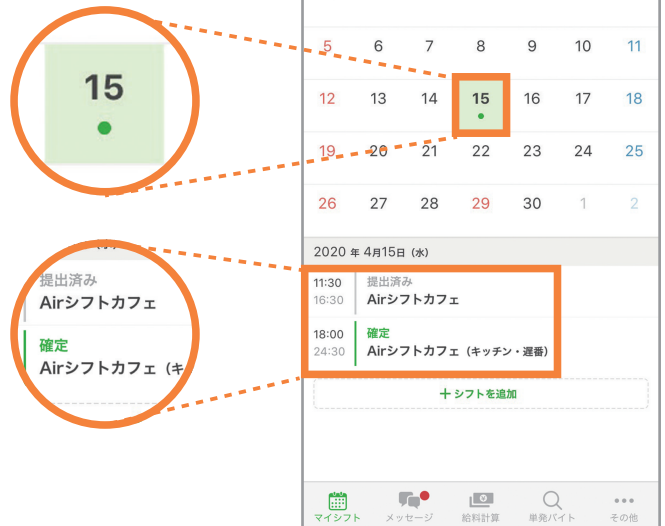 15
(水)
提出済み
Airシフトカフェ
確定
Airシフトカフェ（キ
5 6 7 8 9 10 11
12 13 14 15 16 17 18
19 20 21 22 23 24 25
26 27 28 29 30 1 2
2020 年 4月15日（水）
11:30 提出済み
16:30 Airシフトカフェ
18:00 確定
24:30 Airシフトカフェ（キッチン・遅番）
＋シフトを追加
マイシフト メッセージ 給料計算 単発バイト その他